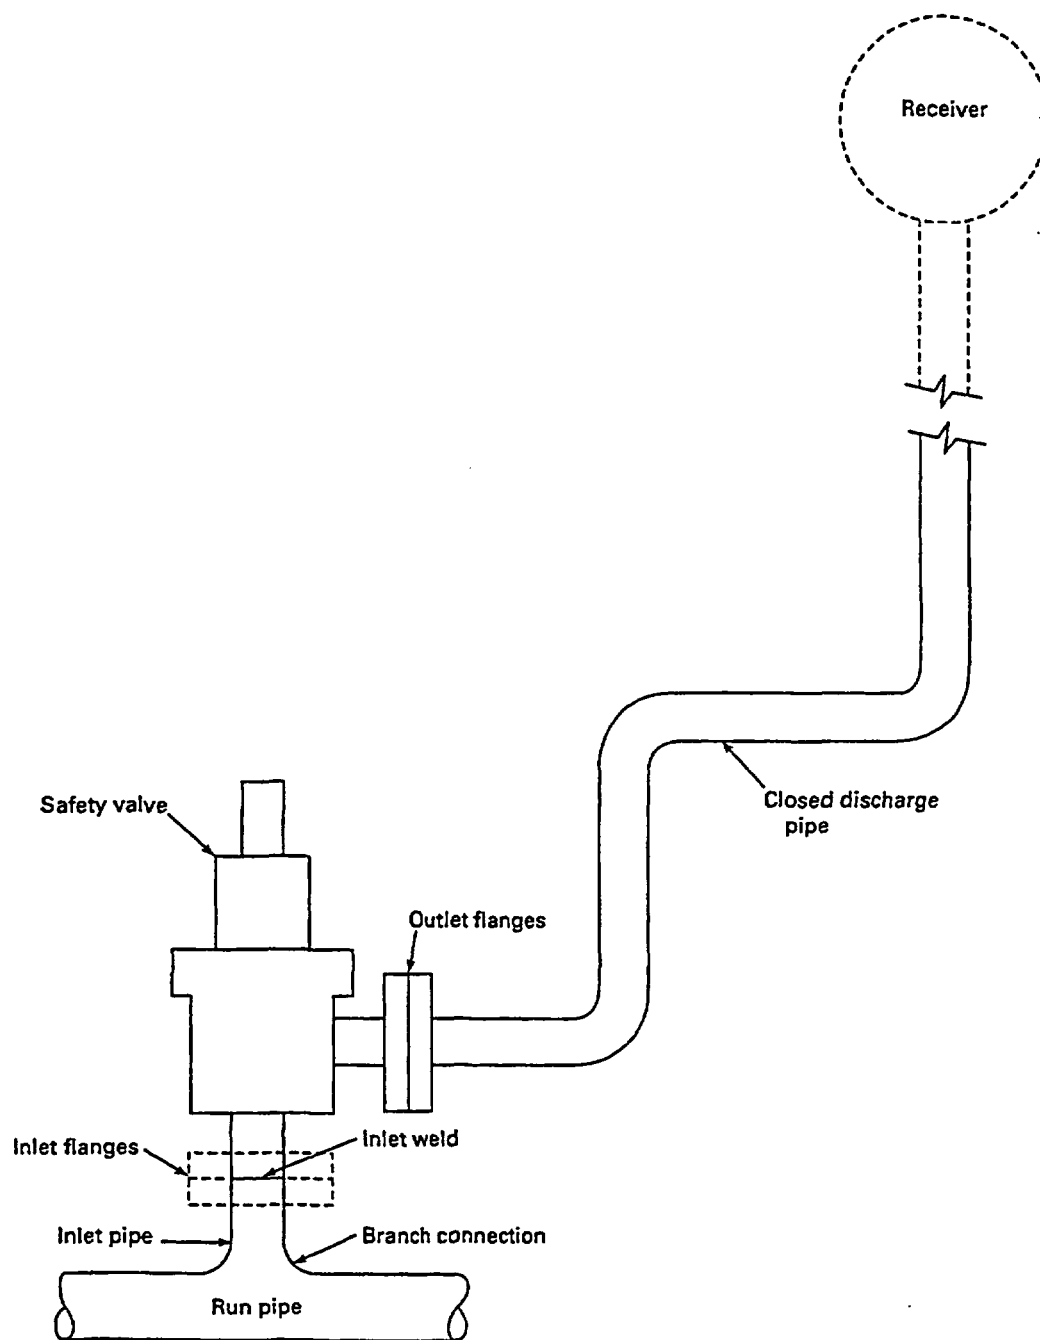 Receiver
Safety valve
Closed discharge
pipe
Outlet flanges
Inlet flanges
Inlet weld
Inlet pipe
Branch connection
Run pipe